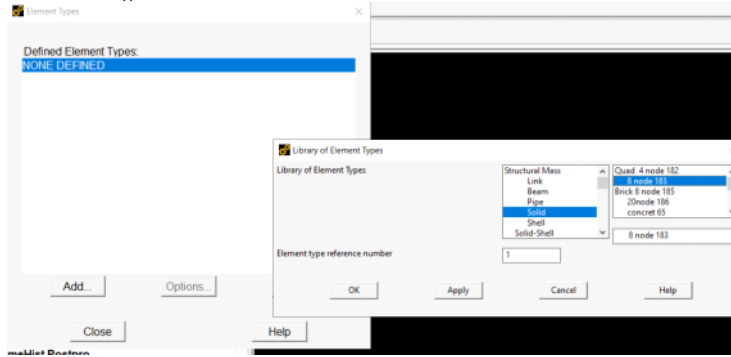 Element Types
Defined Element Types:
NONE DEFINED
Add...
Options...
Close
Help
Library of Element Types
Library of Element Types
Structural Mass
Link
Beam
Pipe
Solid
Shell
Solid-Shell
Quad 4 node 182
8 node 183
Brick 8 node 185
20node 186
concret 65
8 node 183
Element type reference number
1
OK
Apply
Cancel
Help
meHist Postpro